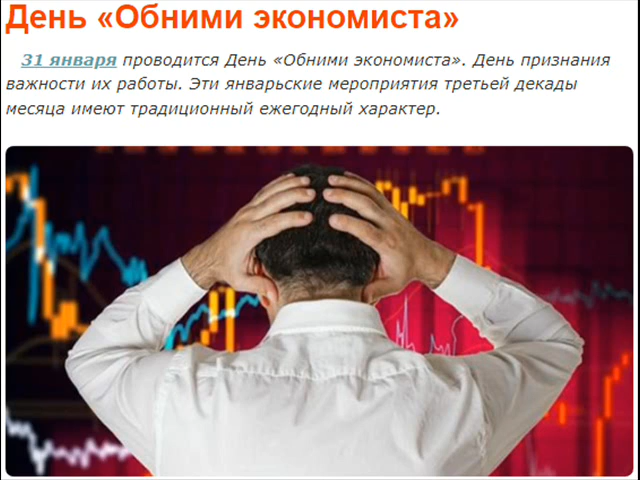 День «Обними экономиста»
31 января проводится День «Обними экономиста». День признания
важности их работы. Эти январьские мероприятия третьей декады
месяца имеют традиционный ежегодный характер.